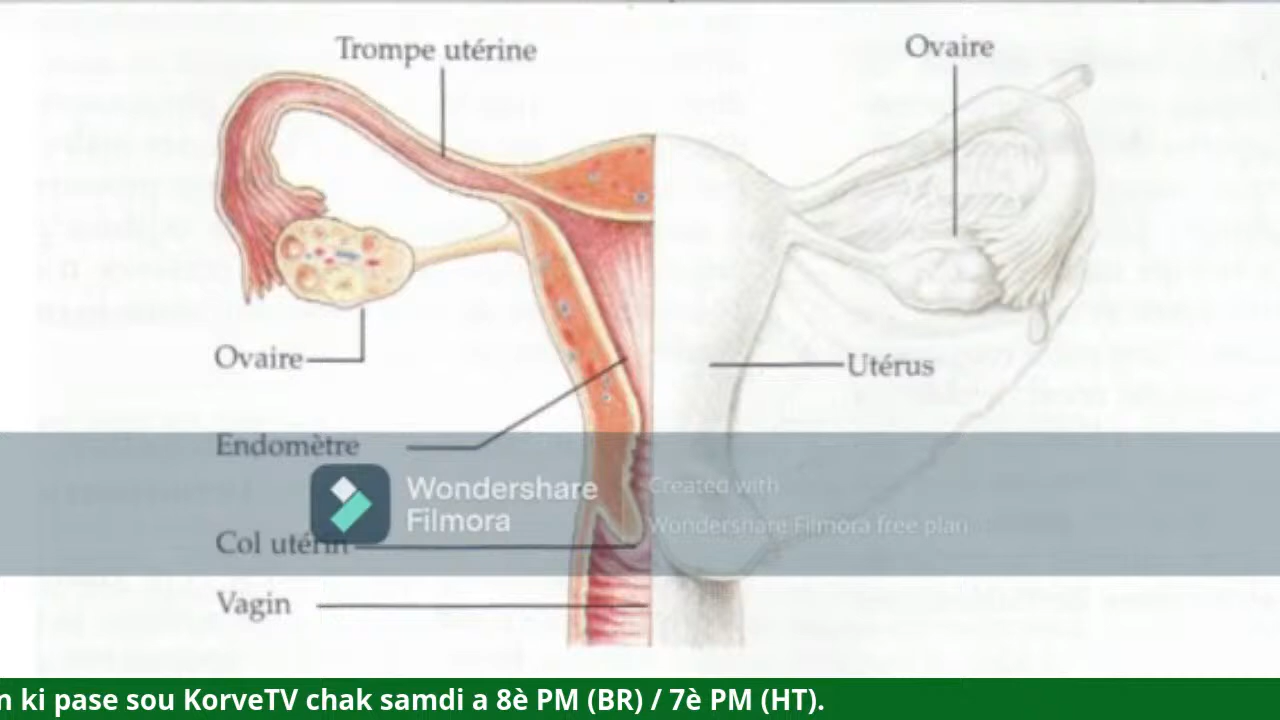 Trompe utérine
Ovaire
Ovaire
Utérus
Endomètre
Wondershare
Filmora
Created with
Wondershare Filmora free plan
Col utérin
Vagin
n ki pase sou KorveTV chak samdi a 8è PM (BR) / 7è PM (HT).